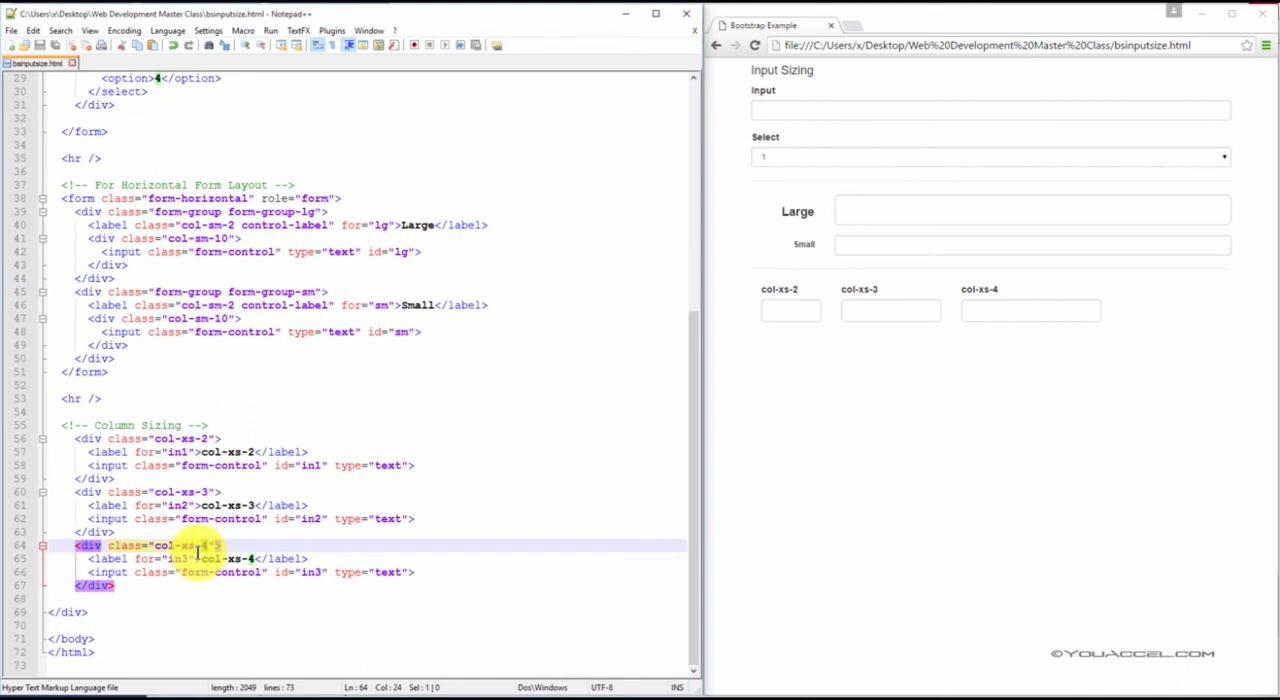 C:\Users\x\Desktop\Web Development Master Class\bsinputsize.html - Notepad++
File Edit Search View Encoding Language Settings Macro Run TextFX Plugins Window ? X
bsinputsize.html
29 <option>4</option>
30 </select>
31 </div>
32
33 </form>
34
35 <hr />
36
37 <!-- For Horizontal Form Layout -->
38 <form class="form-horizontal" role="form">
39 <div class="form-group form-group-lg">
40 <label class="col-sm-2 control-label" for="lg">Large</label>
41 <div class="col-sm-10">
42 <input class="form-control" type="text" id="lg">
43 </div>
44 </div>
45 <div class="form-group form-group-sm">
46 <label class="col-sm-2 control-label" for="sm">Small</label>
47 <div class="col-sm-10">
48 <input class="form-control" type="text" id="sm">
49 </div>
50 </div>
51 </form>
52
53 <hr />
54
55 <!-- Column Sizing -->
56 <div class="col-xs-2">
57 <label for="in1">col-xs-2</label>
58 <input class="form-control" id="in1" type="text">
59 </div>
60 <div class="col-xs-3">
61 <label for="in2">col-xs-3</label>
62 <input class="form-control" id="in2" type="text">
63 </div>
64 <div class="col-xs-4">
65 <label for="in3">col-xs-4</label>
66 <input class="form-control" id="in3" type="text">
67 </div>
68
69 </div>
70
71 </body>
72 </html>
73
Hyper Text Markup Language file length : 2049 lines : 73 Ln : 64 Col : 24 Sel : 1 | 0 Dos\Windows UTF-8 INS
Bootstrap Example
file:///C:/Users/x/Desktop/Web%20Development%20Master%20Class/bsinputsize.html
Input Sizing
Input
Select
1
Large
Small
col-xs-2 col-xs-3 col-xs-4
©YOUACCEL.COM